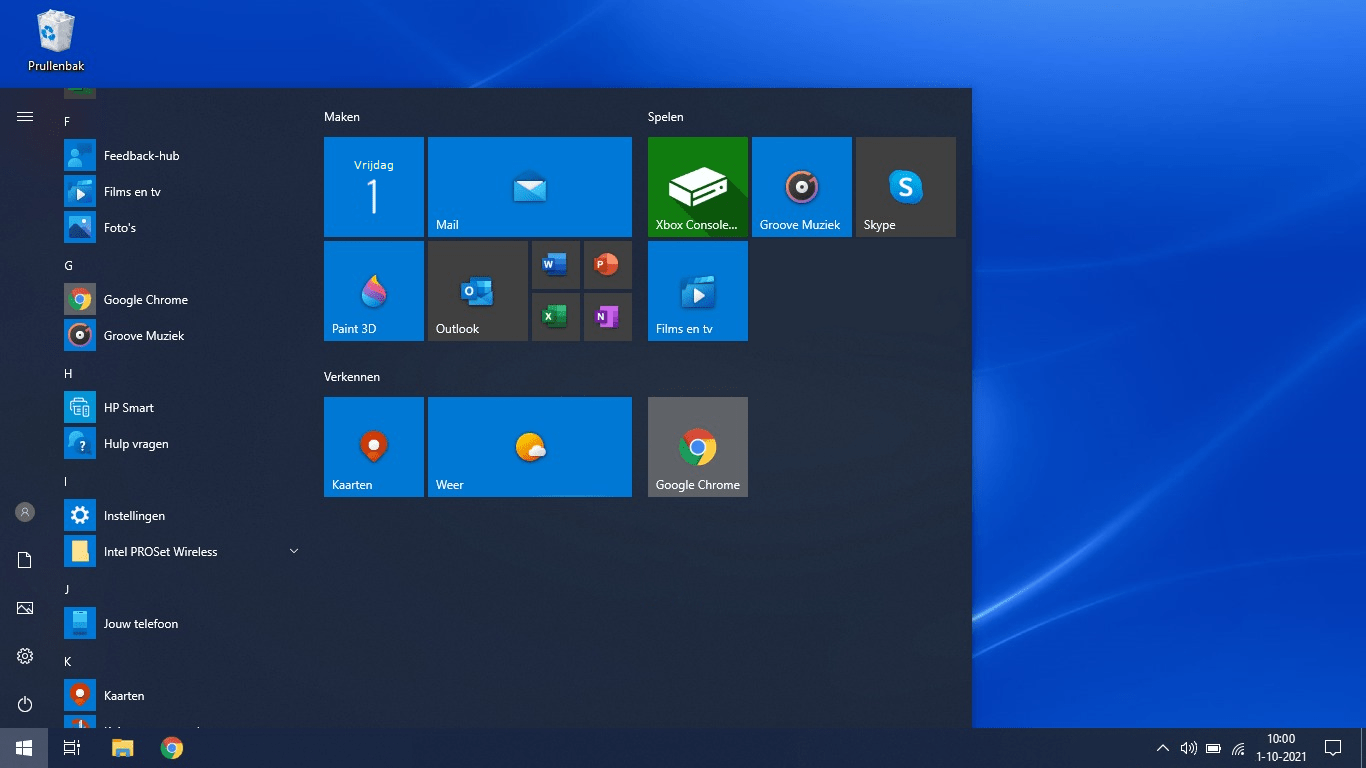 Prullenbak
F
Feedback-hub
Films en tv
Foto's
G
Google Chrome
Groove Muziek
H
HP Smart
Hulp vragen
I
Instellingen
Intel PROSet Wireless
J
Jouw telefoon
K
Kaarten
Maken
Vrijdag
1
Mail
Paint 3D
Outlook
W
P
X
N
Spelen
Xbox Console...
Groove Muziek
Skype
Films en tv
Verkennen
Kaarten
Weer
Google Chrome
10:00
1-10-2021